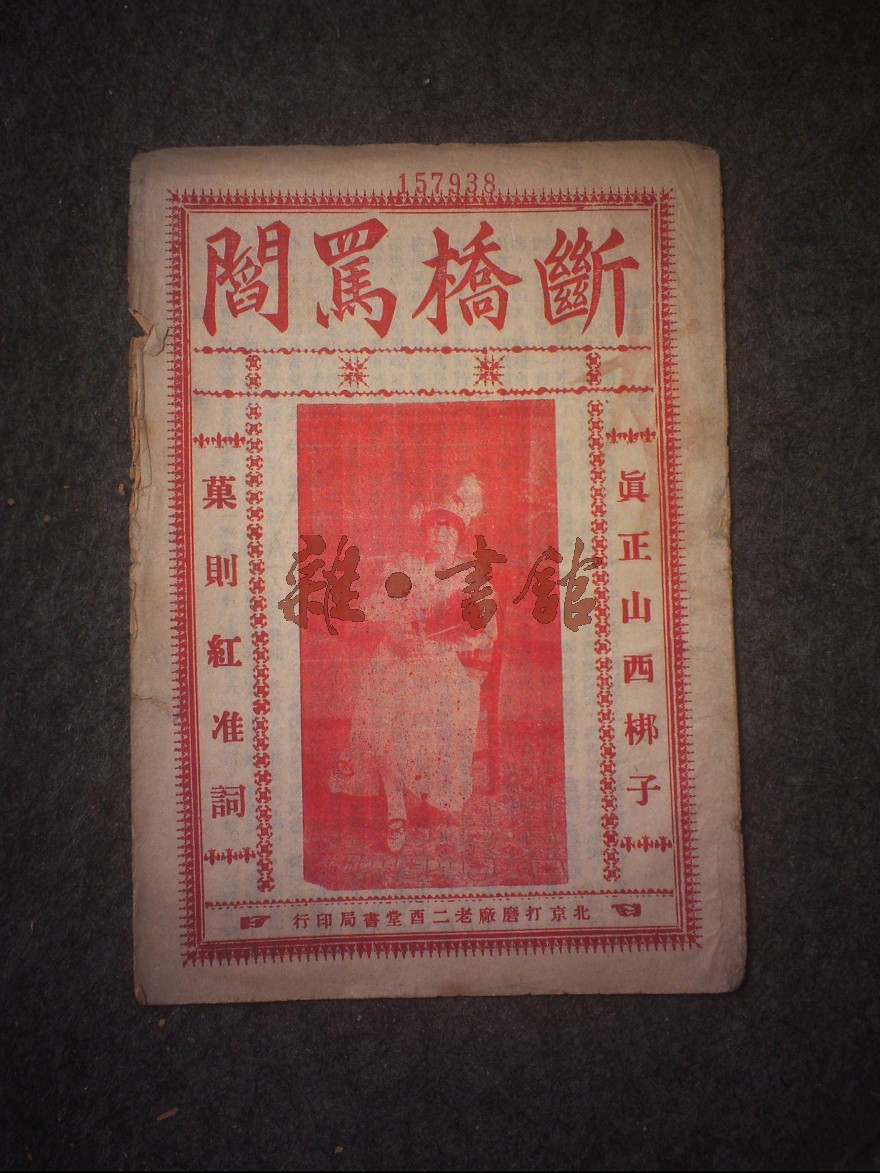 157938
斷橋罵閻
眞正山西梆子
菓則紅准詞
雜·書館
北京打磨廠老二酉堂書局印行